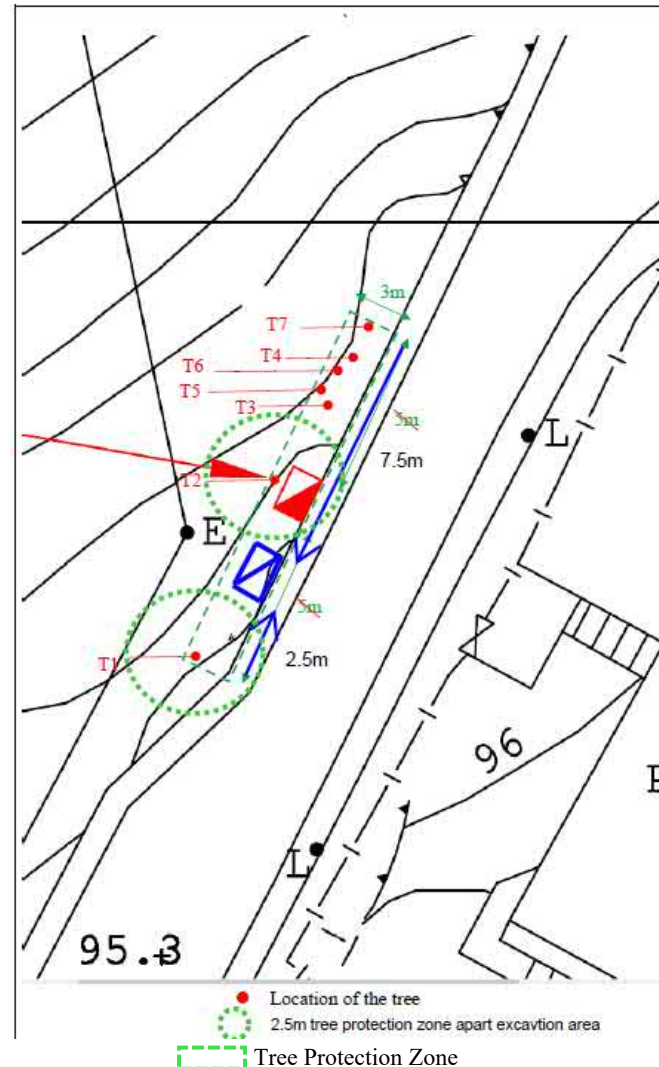 3m
T7
T4
T6
T5
T3
5m
7.5m
L
T2
E
5m
T1
2.5m
96
L
95.3
Location of the tree
2.5m tree protection zone apart excavtion area
Tree Protection Zone